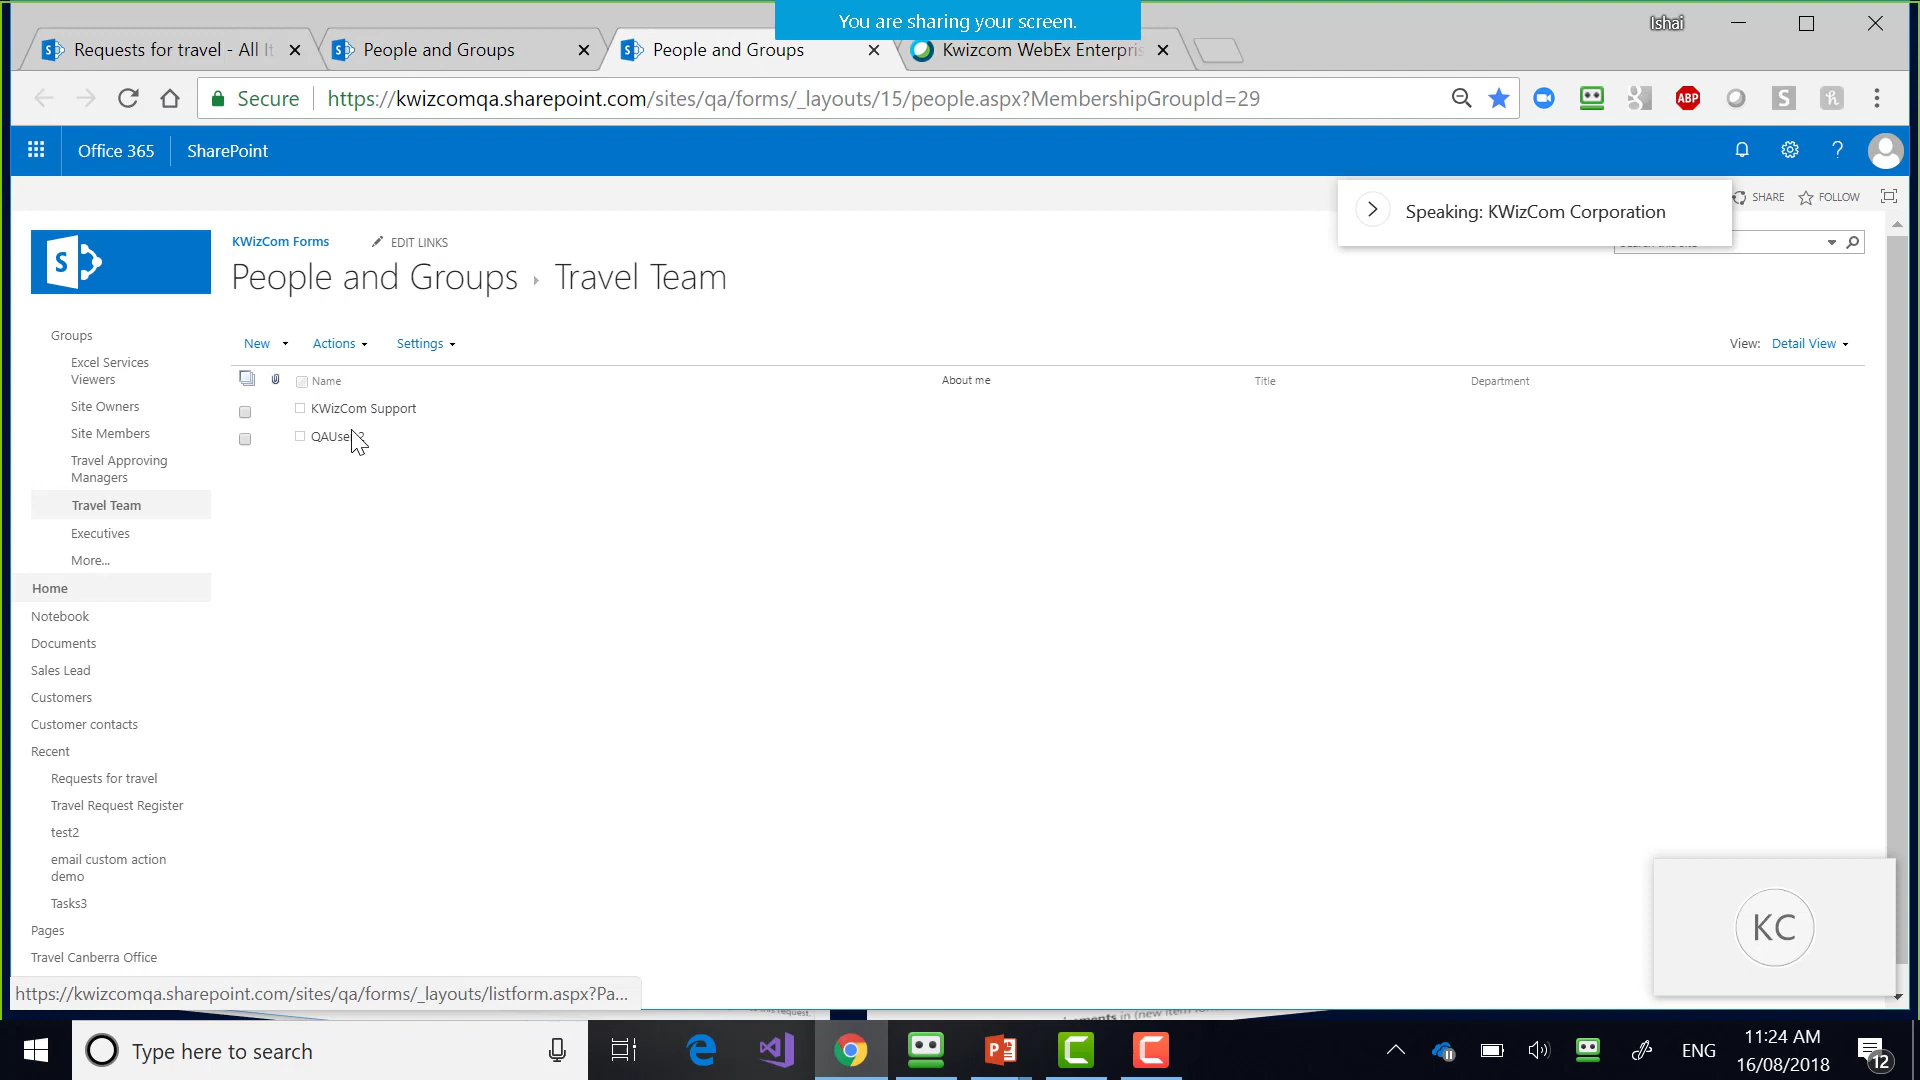 You are sharing your screen.
Ishai
Requests for travel - All It
People and Groups
People and Groups
Kwizcom WebEx Enterpris
Secure
https://kwizcomqa.sharepoint.com/sites/qa/forms/_layouts/15/people.aspx?MembershipGroupId=29
ABP
Office 365
SharePoint
Speaking: KWizCom Corporation
SHARE
FOLLOW
KWizCom Forms
EDIT LINKS
People and Groups
Travel Team
Groups
Excel Services
Viewers
Site Owners
Site Members
Travel Approving
Managers
Travel Team
Executives
More...
Home
Notebook
Documents
Sales Lead
Customers
Customer contacts
Recent
Requests for travel
Travel Request Register
test2
email custom action
demo
Tasks3
Pages
Travel Canberra Office
New
Actions
Settings
View:
Detail View
Name
About me
Title
Department
KWizCom Support
KC
https://kwizcomqa.sharepoint.com/sites/qa/forms/_layouts/listform.aspx?Pa...
Type here to search
ENG
11:24 AM
16/08/2018
12